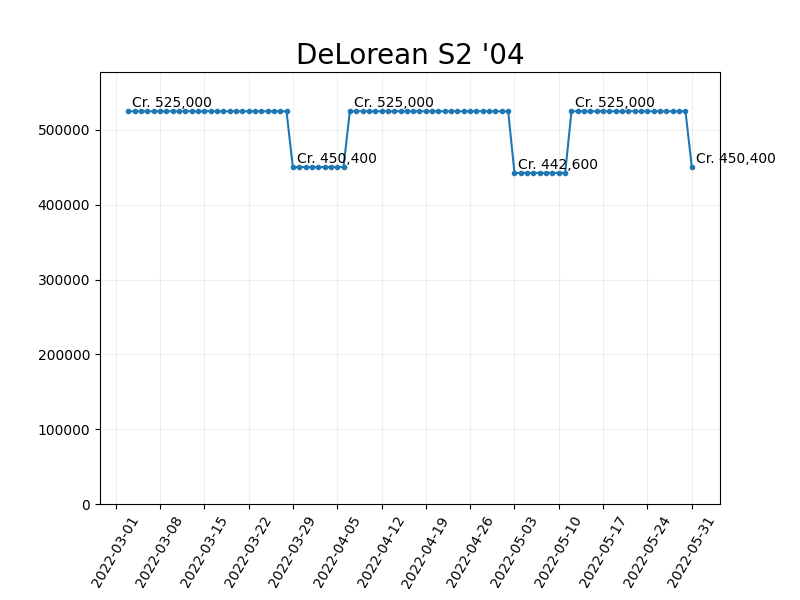 DeLorean S2 '04
Cr. 525,000
Cr. 525,000
Cr. 525,000
Cr. 450,400
Cr. 442,600
Cr. 450,400
500000
400000
300000
200000
100000
0
2022-03-01
2022-03-08
2022-03-15
2022-03-22
2022-03-29
2022-04-05
2022-04-12
2022-04-19
2022-04-26
2022-05-03
2022-05-10
2022-05-17
2022-05-24
2022-05-31